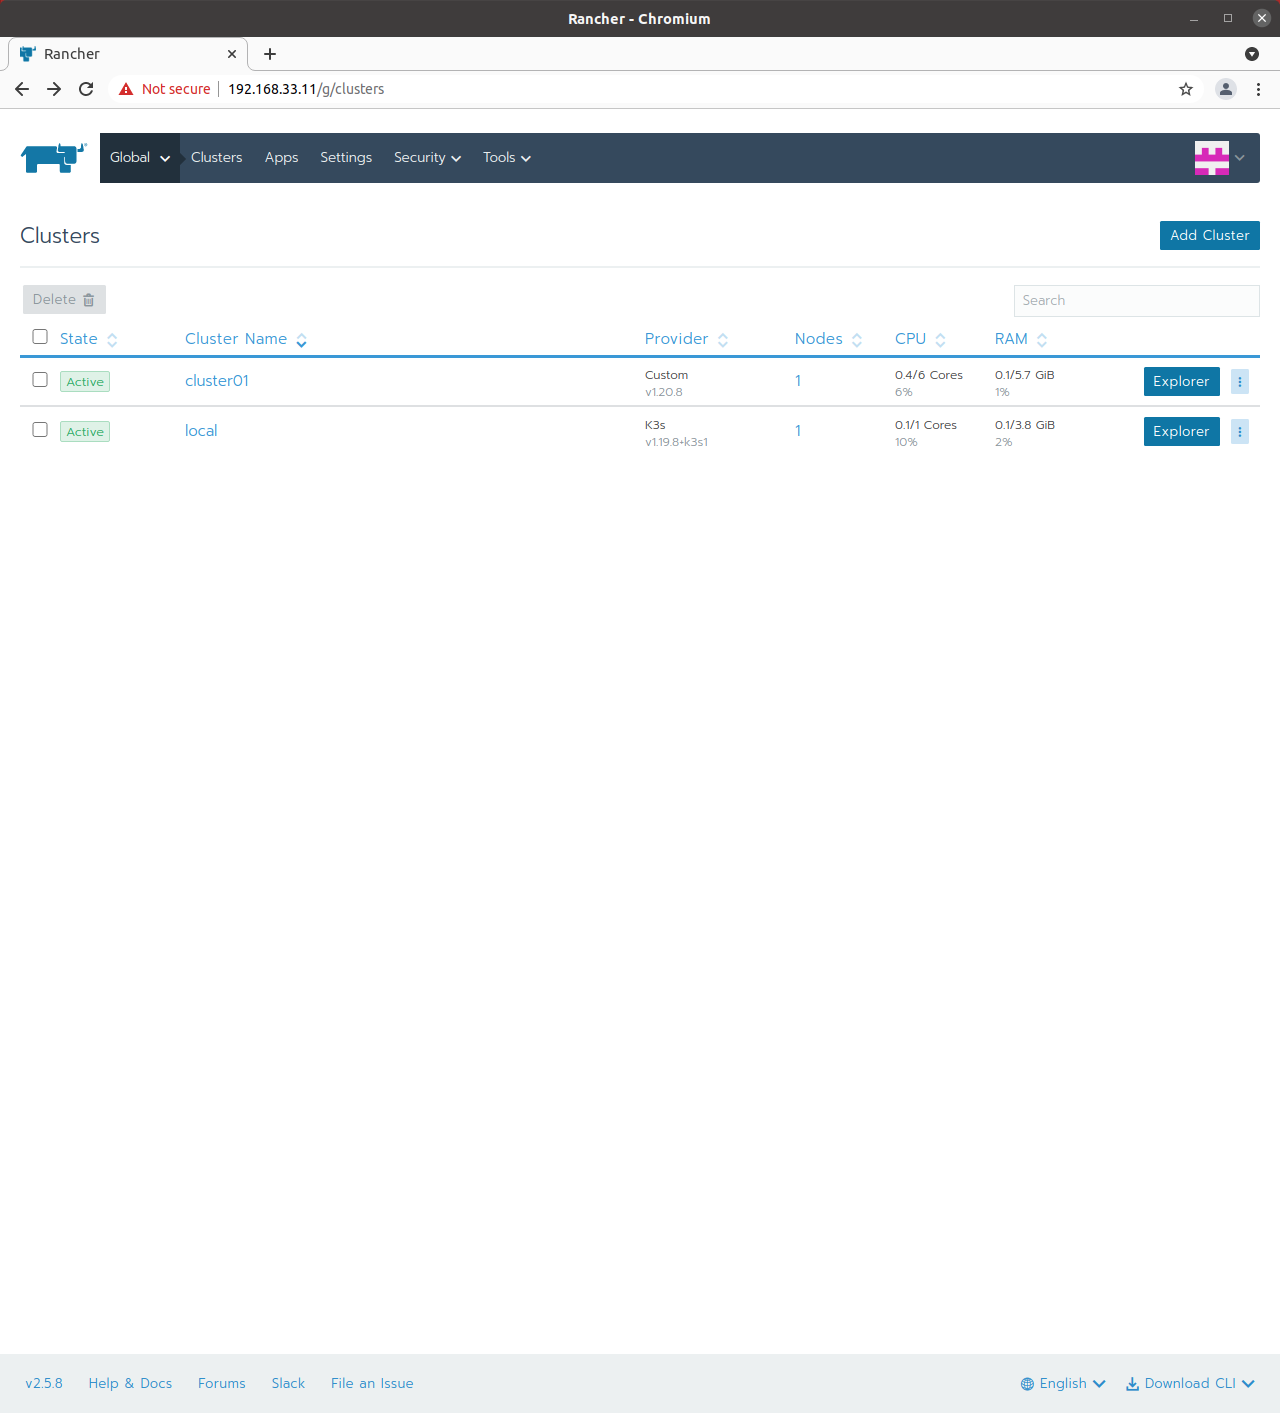 Rancher - Chromium
Rancher
Not secure 192.168.33.11/g/clusters
Global Clusters Apps Settings Security Tools
Clusters Add Cluster
Delete Search
State Cluster Name Provider Nodes CPU RAM
Active cluster01 Custom 1 0.4/6 Cores 0.1/5.7 GiB Explorer
v1.20.8 6% 1%
Active local K3s 1 0.1/1 Cores 0.1/3.8 GiB Explorer
v1.19.8+k3s1 10% 2%
v2.5.8 Help & Docs Forums Slack File an Issue English Download CLI